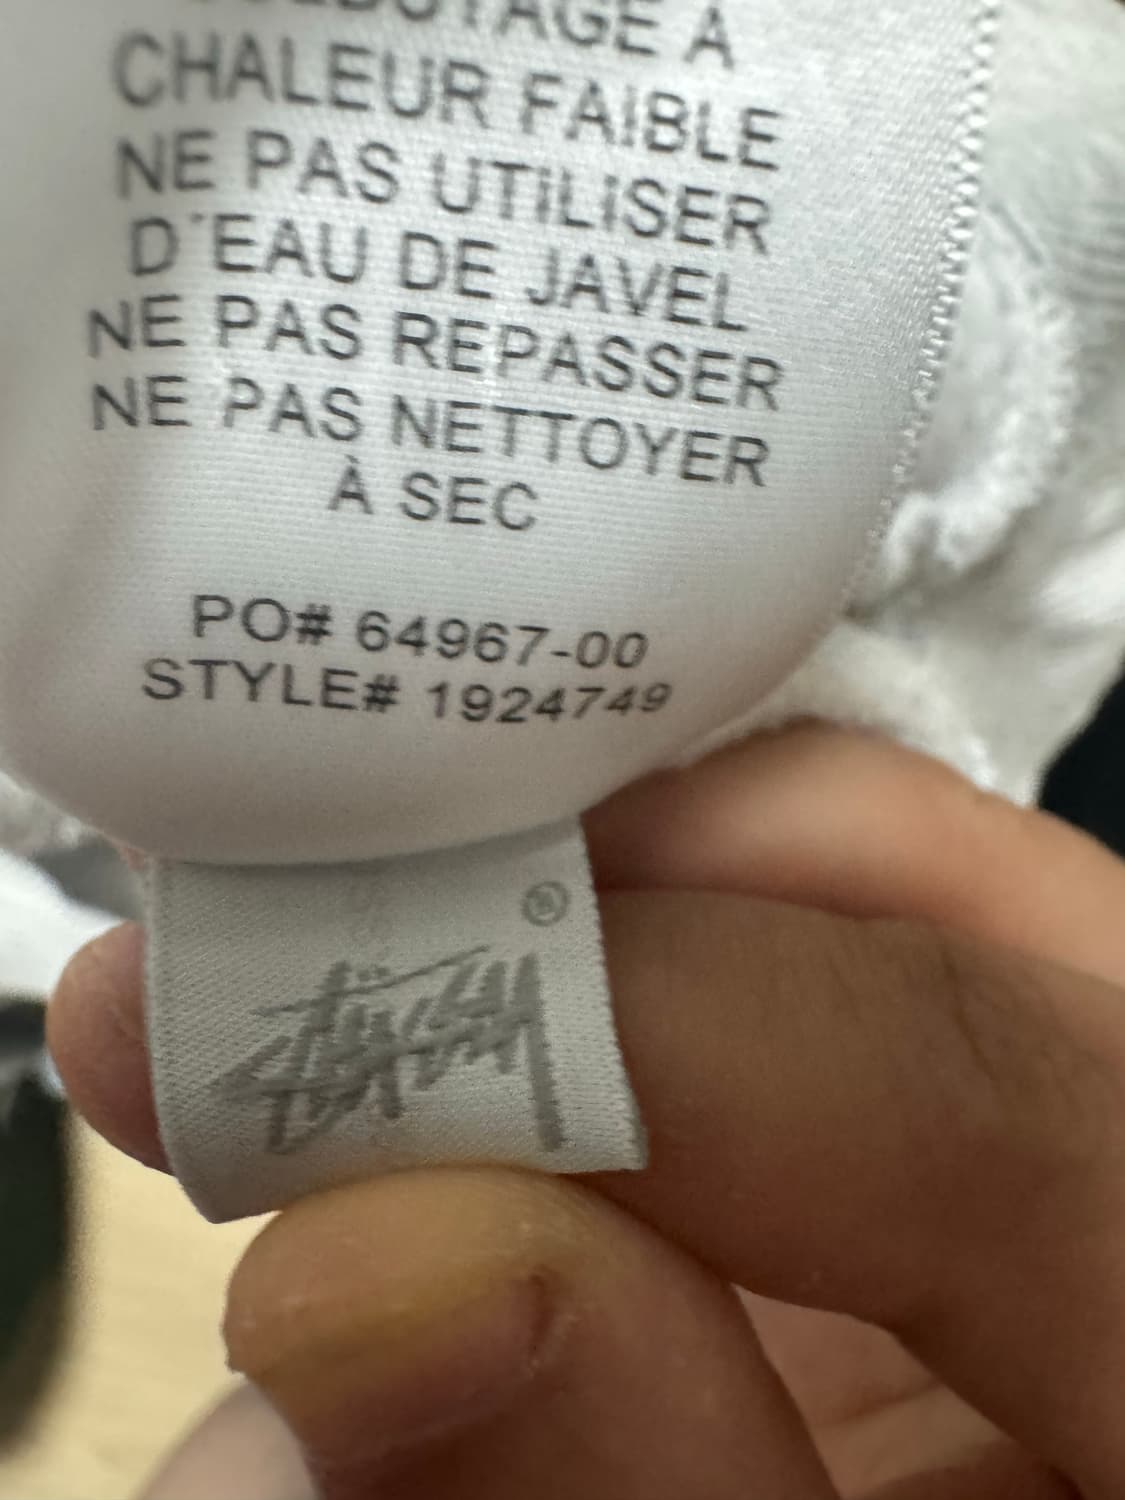 CHALEUR FAIBLE
NE PAS UTILISER
D'EAU DE JAVEL
NE PAS REPASSER
NE PAS NETTOYER
À SEC
PO# 64967-00
STYLE# 1924749
®
Stüssy